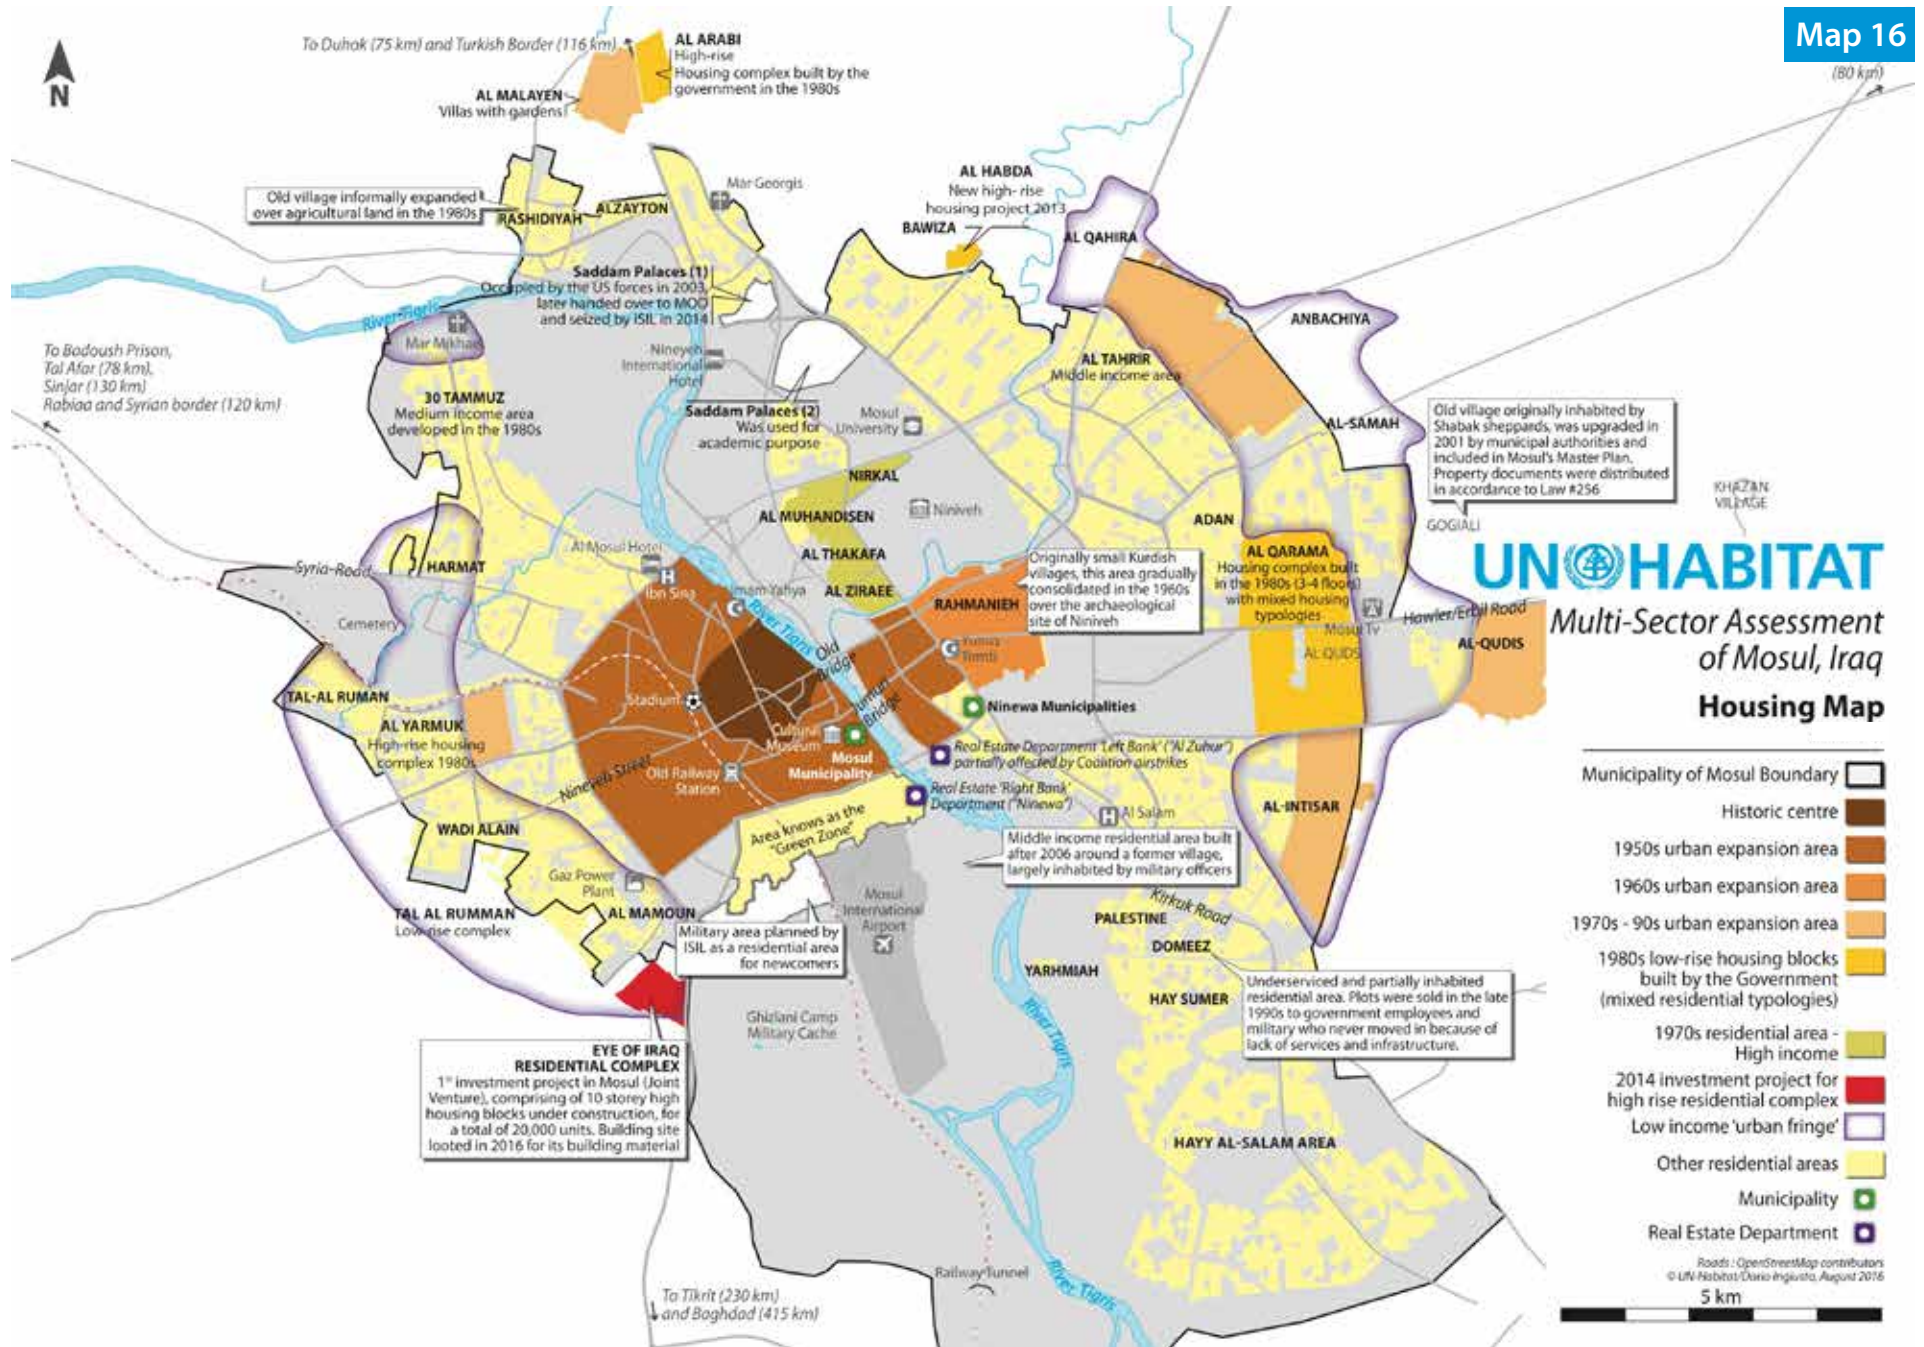 Map 16
(80 km)
To Duhok (75 km) and Turkish Border (116 km)
AL ARABI
High-rise
Housing complex built by the
government in the 1980s
AL MALAYEN
Villas with gardens
N
Old village informally expanded
over agricultural land in the 1980s
RASHIDIYAH
ALZAYTON
Mar Georgis
AL HABDA
New high- rise
housing project 2013
BAWIZA
AL QAHIRA
Saddam Palaces (1)
Occupied by the US forces in 2003,
later handed over to MOD
and seized by ISIL in 2014
River Tigris
Mar Mikhael
ANBACHIYA
To Badoush Prison,
Tal Afar (78 km),
Sinjar (130 km)
Rabiaa and Syrian border (120 km)
Nineveh
International
Hotel
AL TAHRIR
Middle income area
30 TAMMUZ
Medium income area
developed in the 1980s
Saddam Palaces (2)
Was used for
academic purpose
Mosul
University
AL-SAMAH
Old village originally inhabited by
Shabak sheppards, was upgraded in
2001 by municipal authorities and
included in Mosul's Master Plan.
Property documents were distributed
in accordance to Law #256
GOGIALI
KHAZAN
VILLAGE
NIRKAL
Niniveh
AL MUHANDISEN
ADAN
AL THAKAFA
Al Mosul Hotel
Ibn Sina
Imam Yahya
AL ZIRAEE
RAHMANIEH
Originally small Kurdish
villages, this area gradually
consolidated in the 1960s
over the archaeological
site of Niniveh
AL QARAMA
Housing complex built
in the 1980s (3-4 floor)
with mixed housing
typologies
Syria-Road
HARMAT
Cemetery
River Tigris
Old
Bridge
Yunus
Mosul Tv
Hawler/Erbil Road
AL QUDS
AL-QUDIS
UN HABITAT
Multi-Sector Assessment
of Mosul, Iraq
Housing Map
TAL-AL RUMAN
Stadium
Jumuri
Bridge
Ninewa Municipalities
AL YARMUK
High-rise housing
complex 1980s
Cultural
Museum
Mosul
Municipality
Real Estate Department 'Left Bank' ("Al Zuhur")
partially affected by Coalition airstrikes
Nineveh Street
Old Railway
Station
Real Estate 'Right Bank'
Department ("Ninewa")
Al Salam
AL-INTISAR
Area knows as the
"Green Zone"
WADI ALAIN
Middle income residential area built
after 2006 around a former village,
largely inhabited by military officers
Gaz Power
Plant
Mosul
International
Airport
Kirkuk Road
TAL AL RUMMAN
Low-rise complex
AL MAMOUN
PALESTINE
Military area planned by
ISIL as a residential area
for newcomers
DOMEEZ
YARHMIAH
HAY SUMER
Underserviced and partially inhabited
residential area. Plots were sold in the late
1990s to government employees and
military who never moved in because of
lack of services and infrastructure.
Ghizlani Camp
Military Cache
River Tigris
EYE OF IRAQ
RESIDENTIAL COMPLEX
1st investment project in Mosul (Joint
Venture), comprising of 10 storey high
housing blocks under construction, for
a total of 20,000 units. Building site
looted in 2016 for its building material
HAYY AL-SALAM AREA
Railway Tunnel
River Tigris
To Tikrit (230 km)
and Baghdad (415 km)
Municipality of Mosul Boundary
Historic centre
1950s urban expansion area
1960s urban expansion area
1970s - 90s urban expansion area
1980s low-rise housing blocks
built by the Government
(mixed residential typologies)
1970s residential area -
High income
2014 investment project for
high rise residential complex
Low income 'urban fringe'
Other residential areas
Municipality
Real Estate Department
Roads : OpenStreetMap contributors
© UN-Habitat/Dario Ingiusto, August 2016
5 km